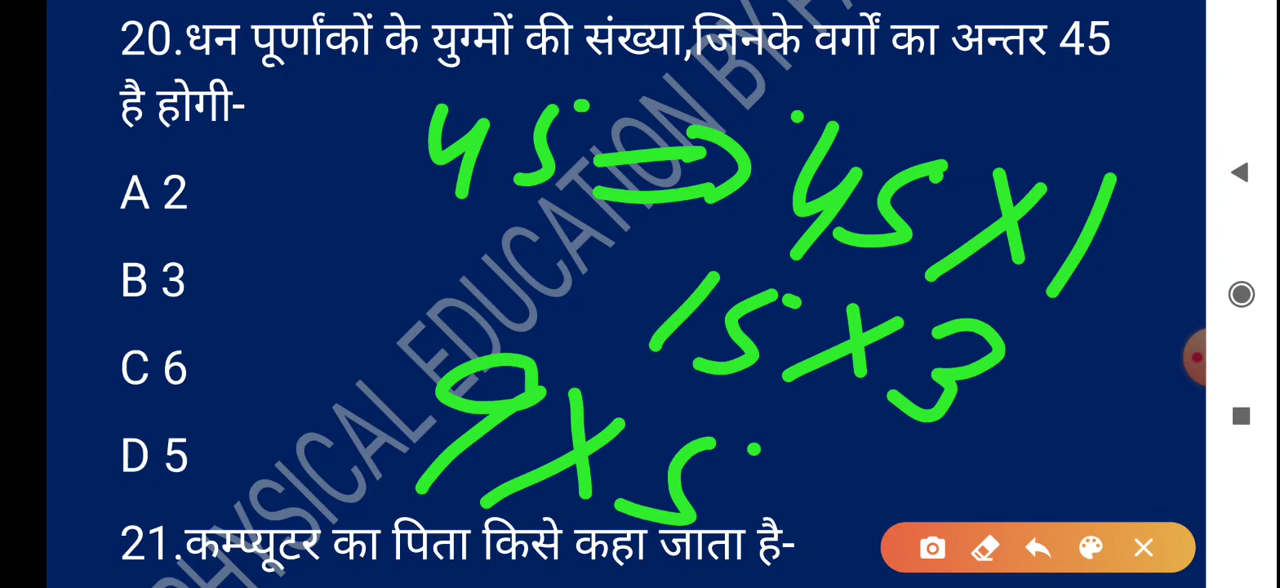 20.धन पूर्णांकों के युग्मों की संख्या,जिनके वर्गों का अन्तर 45
है होगी-
45 ⇒ 45 X 1
A 2
B 3
15 X 3
C 6
9 X 5
D 5
21.कम्प्यूटर का पिता किसे कहा जाता है-
PHYSICAL EDUCATION BY